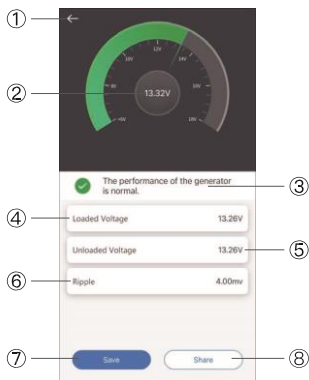 ①
②
12V
10V
14V
8V
16V
13.32V
18V
The performance of the generator
③
is normal.
④
Loaded Voltage
13.26V
Unloaded Voltage
13.26V
⑤
⑥
Ripple
4.00mv
⑦
Save
Share
⑧